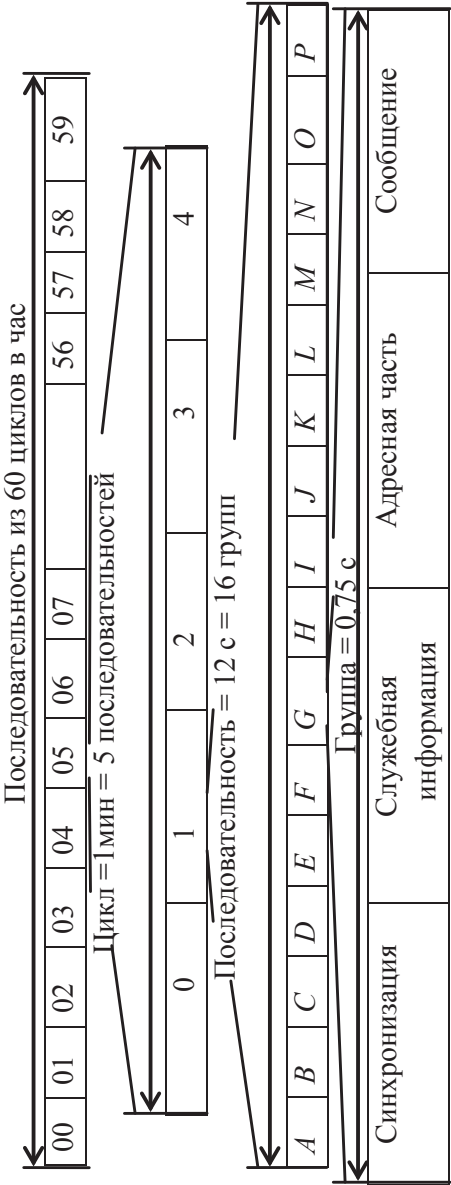 Последовательность из 60 циклов в час
00 01 02 03 04 05 06 07 56 57 58 59
Цикл =1мин = 5 последовательностей
0 1 2 3 4
Последовательность = 12 с = 16 групп
A B C D E F G H I J K L M N O P
Группа = 0,75 с
Синхронизация
Служебная
информация
Адресная часть
Сообщение